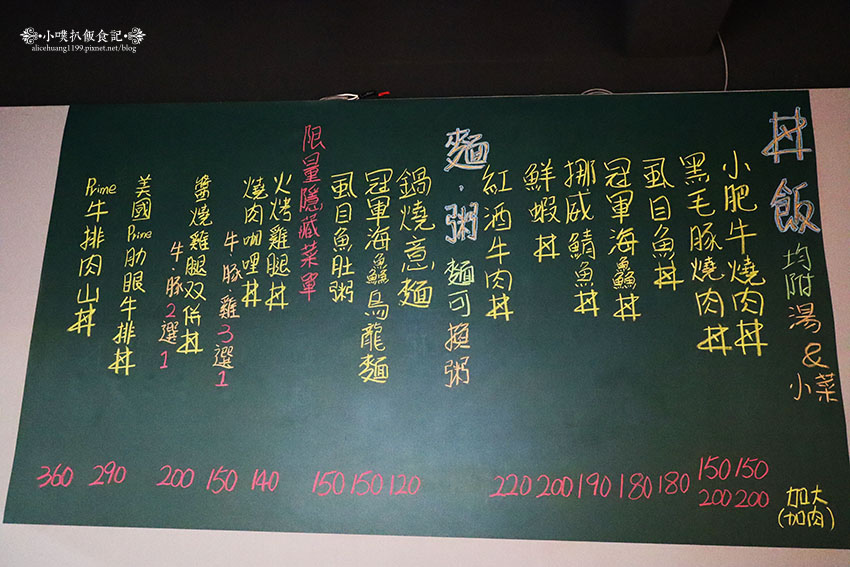 小噗扒飯食記
alicehuang1199.pixnet.net/blog
丼飯 均附湯&小菜
加大
(加肉)
小肥牛燒肉丼 150 200
黑毛豚燒肉丼 150 200
虱目魚丼 180
冠軍海鱺丼 180
挪威鯖魚丼 190
鮮蝦丼 200
紅酒牛肉丼 220
麵·粥 麵可換粥
鍋燒意麵 120
冠軍海鱺烏龍麵 150
虱目魚肚粥 150
限量隱藏菜單
火烤雞腿丼 140
燒肉咖哩丼 150
牛·豚·雞3選1
醬燒雞腿双拼丼 200
牛·豚2選1
美國Prime肋眼牛排丼 290
Prime牛排肉山丼 360